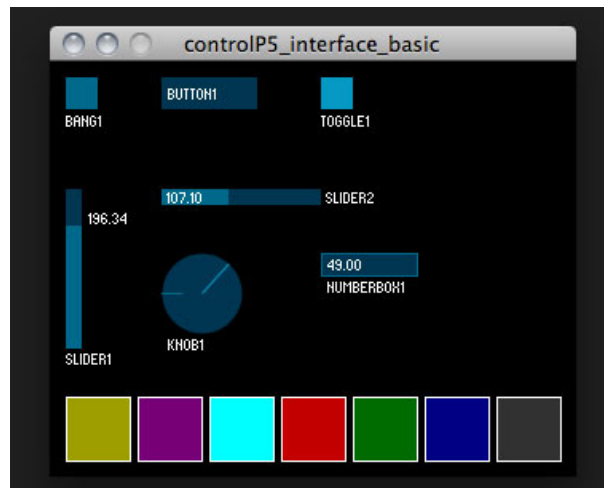 controlP5_interface_basic
BUTTON1
BANG1
TOGGLE1
107.10
SLIDER2
196.34
49.00
NUMBERBOX1
KNOB1
SLIDER1